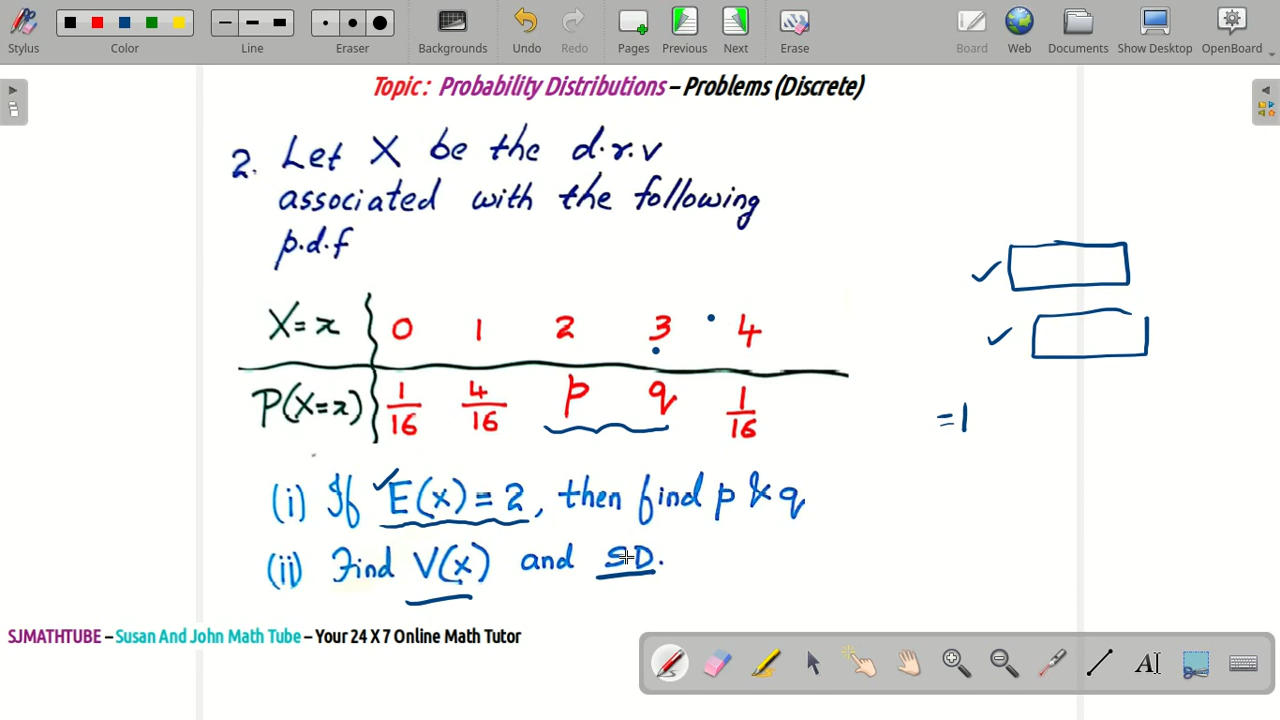 Stylus Color Line Eraser Backgrounds Undo Redo Pages Previous Next Erase Board Web Documents Show Desktop OpenBoard
Topic : Probability Distributions – Problems (Discrete)
2. Let X be the d.r.v
associated with the following
p.d.f
X=x 0 1 2 3 4
P(X=x) 1/16 4/16 p q 1/16
=1
(i) If E(x) = 2, then find p & q
(ii) Find V(x) and SD.
SJMATHTUBE – Susan And John Math Tube – Your 24 X 7 Online Math Tutor